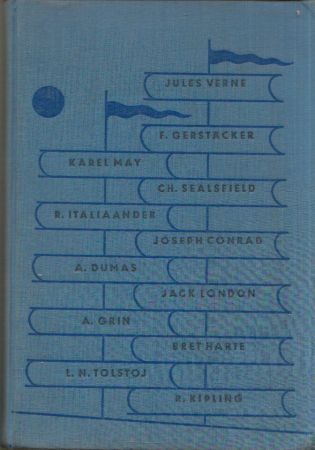 JULES VERNE
F. GERSTÄCKER
KAREL MAY
CH. SEALSFIELD
R. ITALIAANDER
JOSEPH CONRAD
A. DUMAS
JACK LONDON
A. GRIN
BRET HARTE
L. N. TOLSTOJ
R. KIPLING